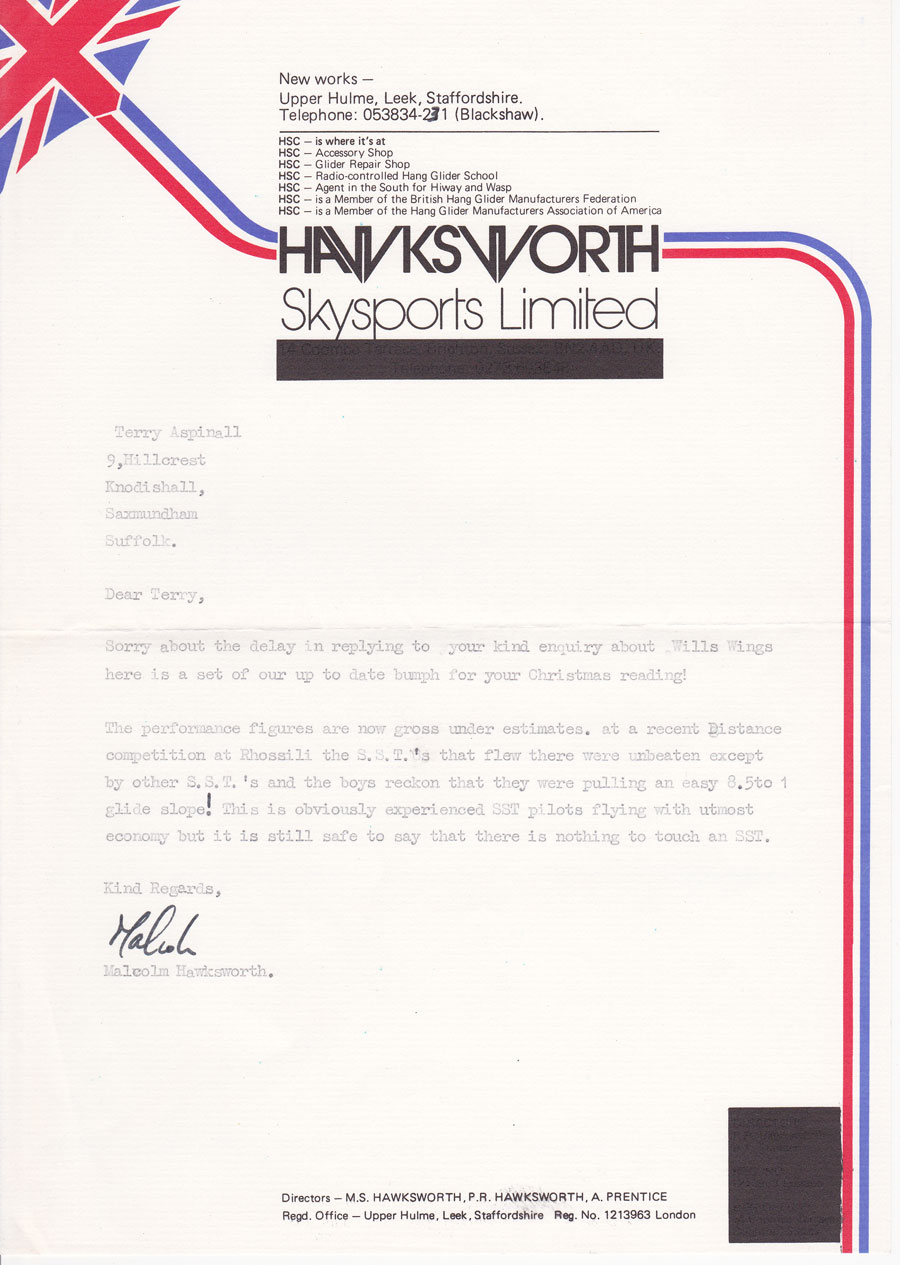 New works —
Upper Hulme, Leek, Staffordshire.
Telephone: 053834-231 (Blackshaw).
HSC — is where it's at
HSC — Accessory Shop
HSC — Glider Repair Shop
HSC — Radio-controlled Hang Glider School
HSC — Agent in the South for Hiway and Wasp
HSC — is a Member of the British Hang Glider Manufacturers Federation
HSC — is a Member of the Hang Glider Manufacturers Association of America
HAWKSWORTH
Skysports Limited
Terry Aspinall
9,Hillcrest
Knodishall,
Saxmundham
Suffolk.
Dear Terry,
Sorry about the delay in replying to your kind enquiry about Wills Wings
here is a set of our up to date bumph for your Christmas reading!
The performance figures are now gross under estimates. at a recent Distance
competition at Rhossili the S.S.T.'s that flew there were unbeaten except
by other S.S.T.'s and the boys reckon that they were pulling an easy 8.5to 1
glide slope! This is obviously experienced SST pilots flying with utmost
economy but it is still safe to say that there is nothing to touch an SST.
Kind Regards,
Malcolm
Malcolm Hawksworth.
Directors — M.S. HAWKSWORTH, P.R. HAWKSWORTH, A. PRENTICE
Regd. Office — Upper Hulme, Leek, Staffordshire Reg. No. 1213963 London